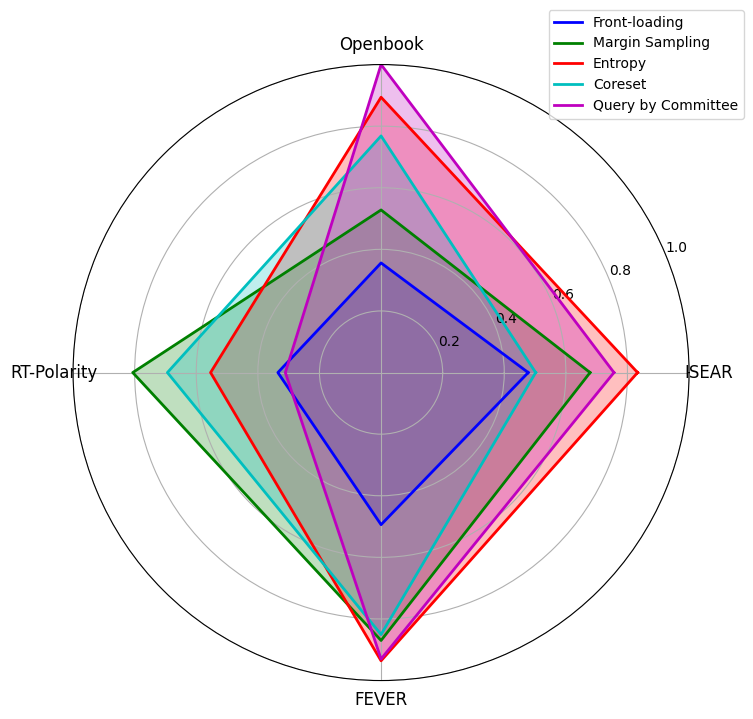 Front-loading
Margin Sampling
Entropy
Coreset
Query by Committee
Openbook
1.0
0.8
0.6
0.4
0.2
RT-Polarity
ISEAR
FEVER